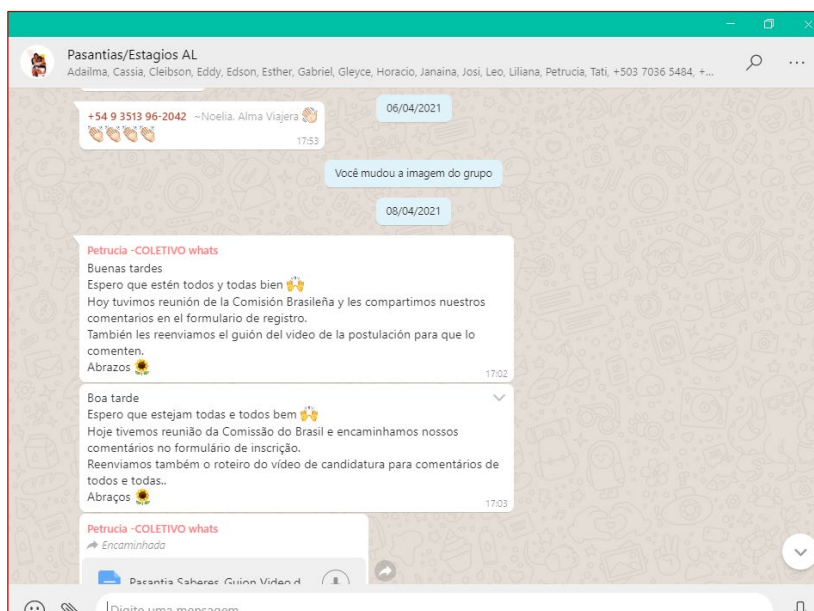 Pasantias/Estagios AL
Adailma, Cassia, Cleibson, Eddy, Edson, Esther, Gabriel, Gleyce, Horacio, Janaina, Josi, Leo, Liliana, Petrucia, Tati, +503 7036 5484, +...
06/04/2021
+54 9 3513 96-2042 ~Noelia. Alma Viajera 👏🏻
👏🏻👏🏻👏🏻👏🏻
17:53
Você mudou a imagem do grupo
08/04/2021
Petrucia -COLETIVO whats
Buenas tardes
Espero que estén todos y todas bien 🙌
Hoy tuvimos reunión de la Comisión Brasileña y les compartimos nuestros
comentarios en el formulario de registro.
También les reenviamos el guión del video de la postulación para que lo
comenten.
Abrazos 🌻
17:02
Boa tarde
Espero que estejam todas e todos bem 🙌
Hoje tivemos reunião da Comissão do Brasil e encaminhamos nossos
comentários no formulário de inscrição.
Reenviamos também o roteiro do vídeo de candidatura para comentários de
todos e todas..
Abraços 🌻
17:03
Petrucia -COLETIVO whats
Encaminhada
Pasantia Saberes_Guion Video d
Digite uma mensagem